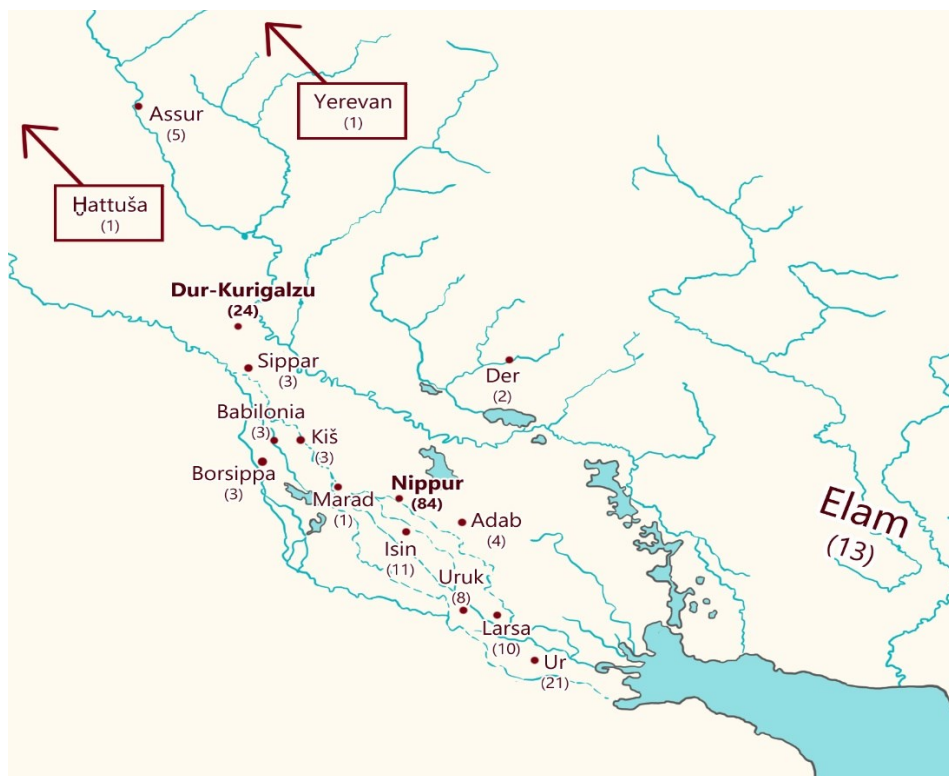 Yerevan
(1)
Assur
(5)
Ḫattuša
(1)
Dur-Kurigalzu
(24)
Sippar
(3)
Der
(2)
Babilonia
(3)
Kiš
(3)
Borsippa
(3)
Marad
(1)
Nippur
(84)
Adab
(4)
Isin
(11)
Elam
(13)
Uruk
(8)
Larsa
(10)
Ur
(21)